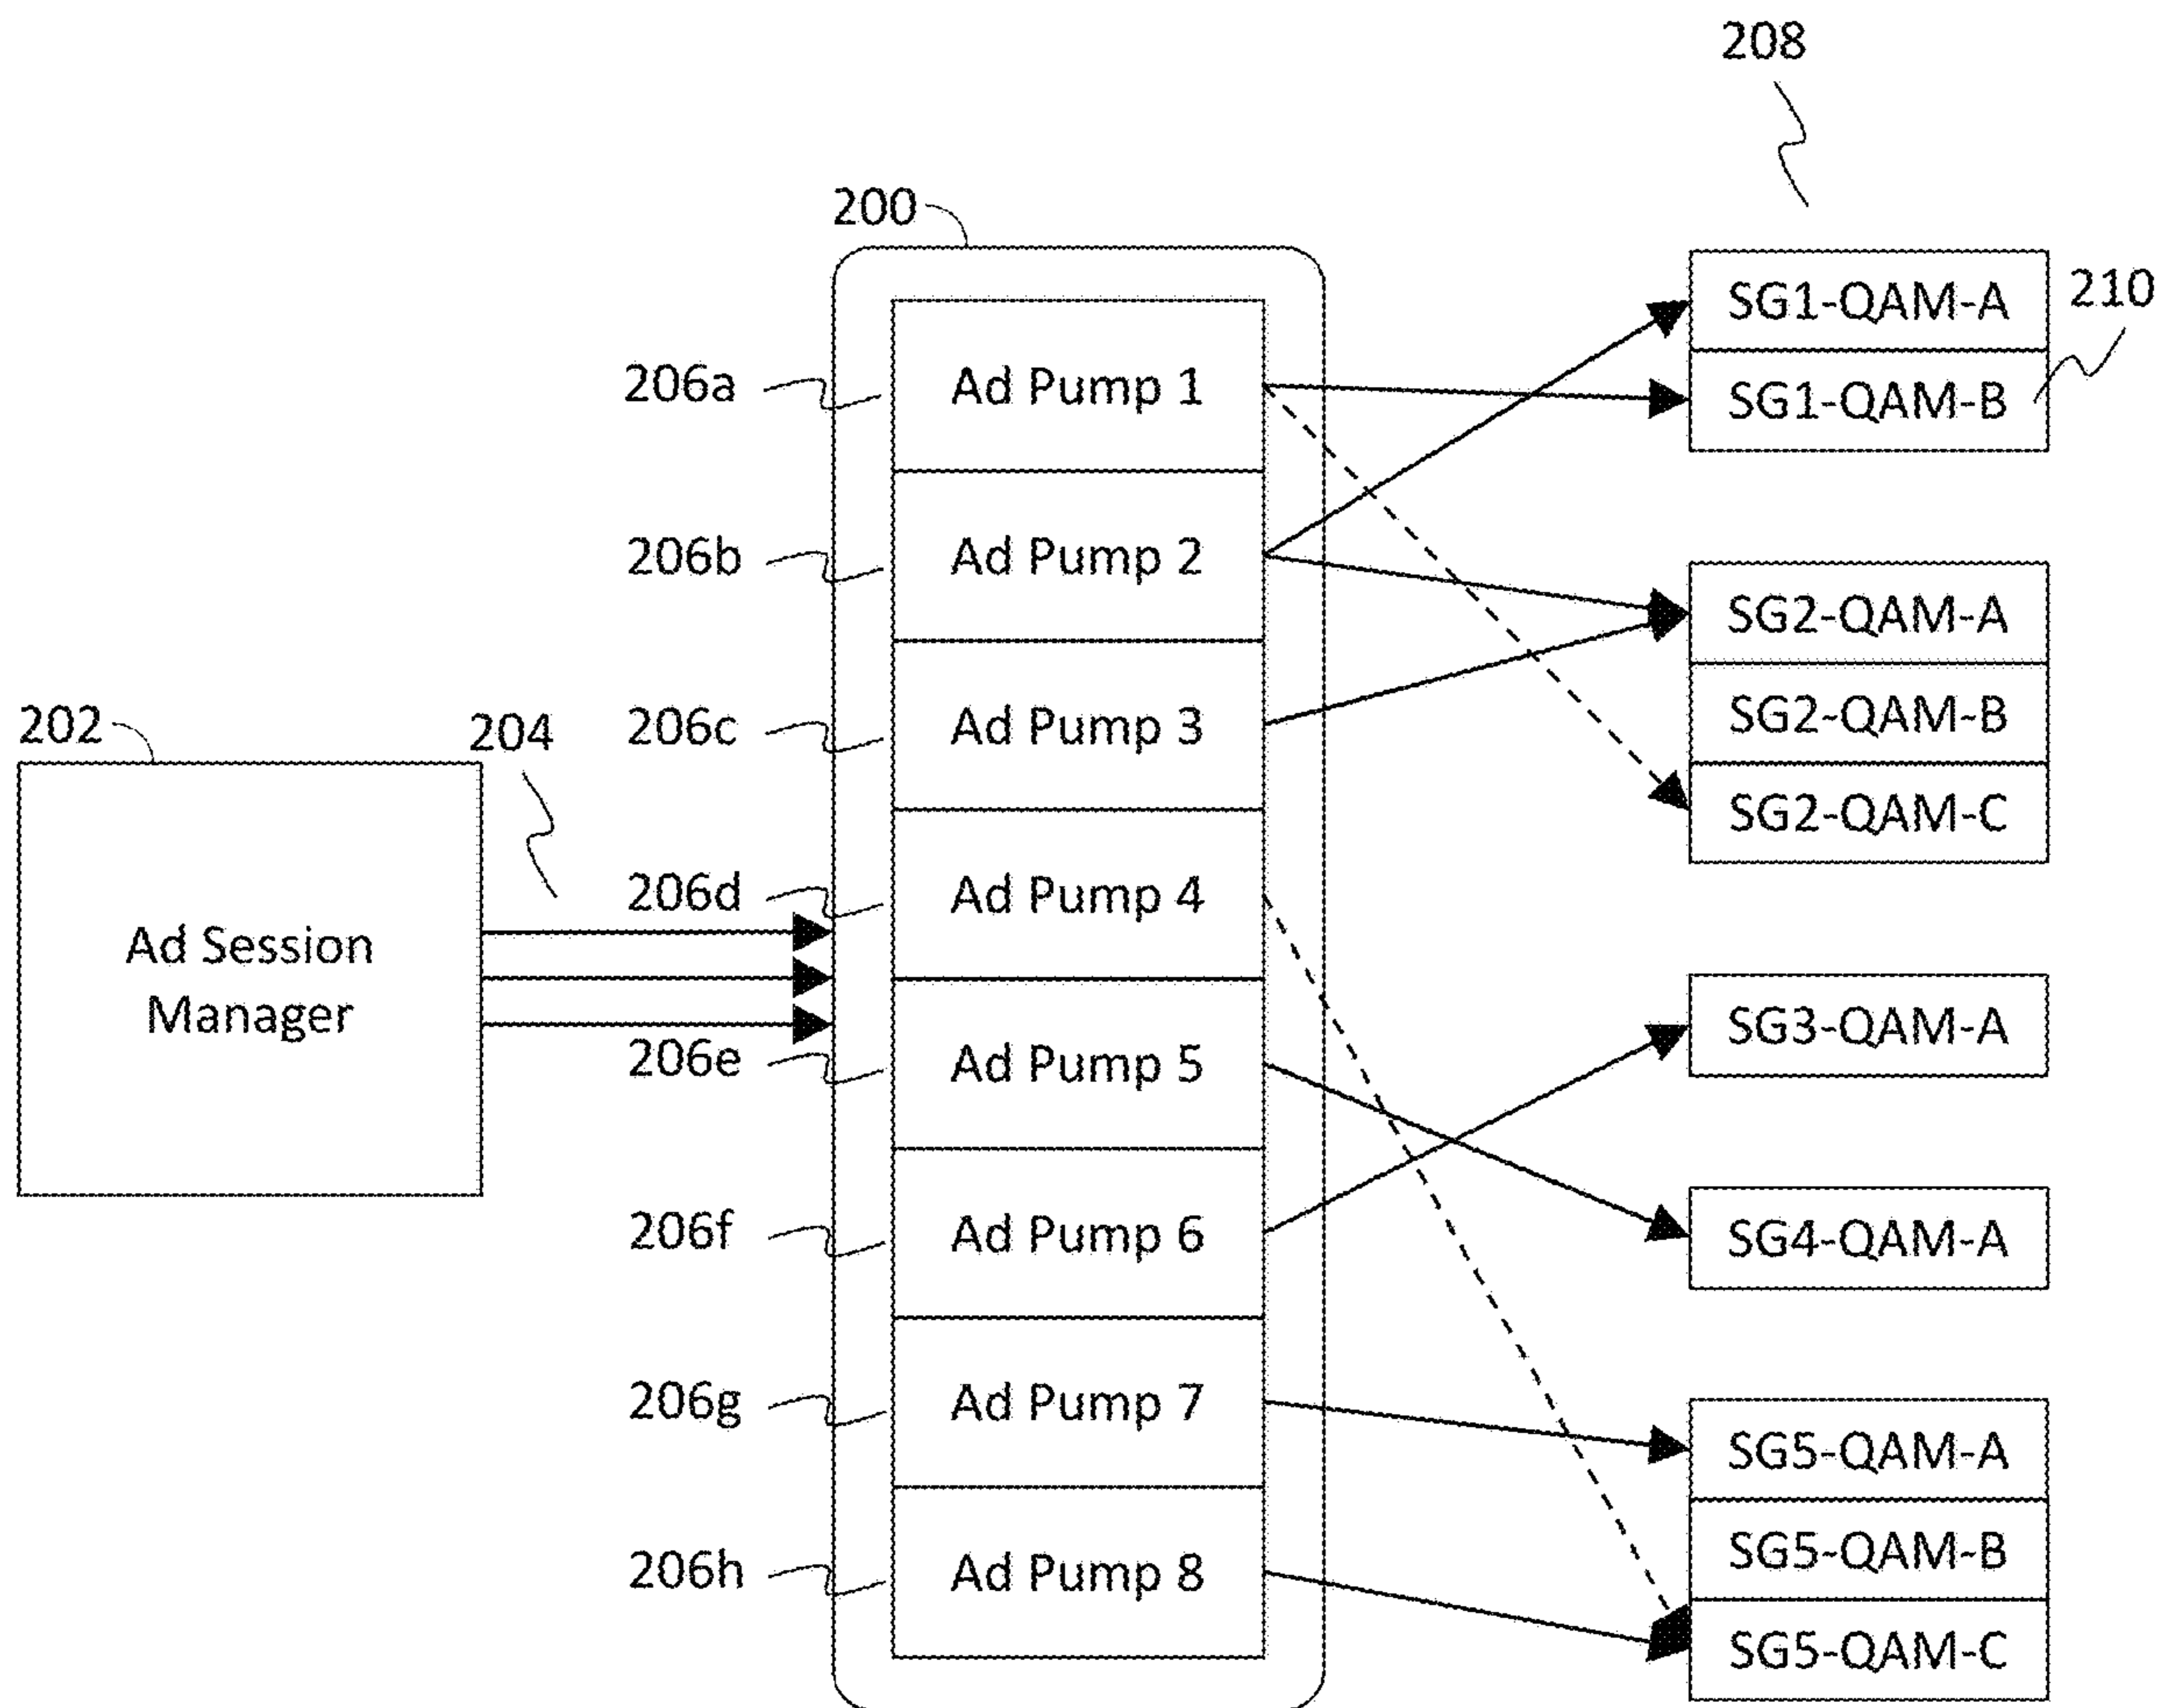 208
200
SG1-QAM-A
210
206a
Ad Pump 1
SG1-QAM-B
206b
Ad Pump 2
SG2-QAM-A
202
204
206c
Ad Pump 3
SG2-QAM-B
SG2-QAM-C
206d
Ad Pump 4
Ad Session
Manager
SG3-QAM-A
206e
Ad Pump 5
206f
Ad Pump 6
SG4-QAM-A
206g
Ad Pump 7
SG5-QAM-A
SG5-QAM-B
206h
Ad Pump 8
SG5-QAM-C